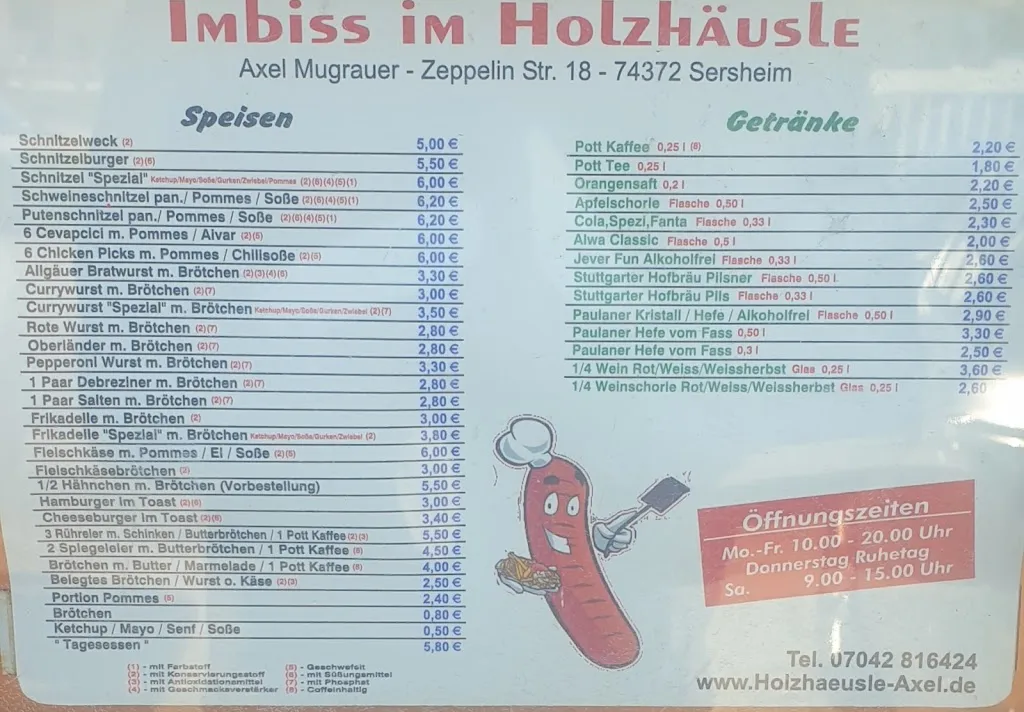 Imbiss im Holzhäusle
Axel Mugrauer - Zeppelin Str. 18 - 74372 Sersheim
Speisen
Schnitzelweck (2) 5,00 €
Schnitzelburger (2)(6) 5,50 €
Schnitzel "Spezial" Ketchup/Mayo/Soße/Gurken/Zwiebel/Pommes (2)(6)(4)(5)(1) 6,00 €
Schweineschnitzel pan./ Pommes / Soße (2)(6)(4)(5)(1) 6,20 €
Putenschnitzel pan./ Pommes / Soße (2)(6)(4)(5)(1) 6,20 €
6 Cevapcici m. Pommes / Aivar (2)(5) 6,00 €
6 Chicken Picks m. Pommes / Chilisoße (2)(5) 6,00 €
Allgäuer Bratwurst m. Brötchen (2)(3)(4)(5) 3,30 €
Currywurst m. Brötchen (2)(7) 3,00 €
Currywurst "Spezial" m. Brötchen Ketchup/Mayo/Soße/Gurken/Zwiebel (2)(7) 3,50 €
Rote Wurst m. Brötchen (2)(7) 2,80 €
Oberländer m. Brötchen (2)(7) 2,80 €
Pepperoni Wurst m. Brötchen (2)(7) 3,30 €
1 Paar Debreziner m. Brötchen (2)(7) 2,80 €
1 Paar Saiten m. Brötchen (2)(7) 2,80 €
Frikadelle m. Brötchen (2) 3,00 €
Frikadelle "Spezial" m. Brötchen Ketchup/Mayo/Soße/Gurken/Zwiebel (2) 3,80 €
Fleischkäse m. Pommes / Ei / Soße (2)(5) 6,00 €
Fleischkäsebrötchen (2) 3,00 €
1/2 Hähnchen m. Brötchen (Vorbestellung) 5,50 €
Hamburger im Toast (2)(6) 3,00 €
Cheeseburger im Toast (2)(6) 3,40 €
3 Rühreier m. Schinken / Butterbrötchen / 1 Pott Kaffee (2)(3) 5,50 €
2 Spiegeleier m. Butterbrötchen / 1 Pott Kaffee (8) 4,50 €
Brötchen m. Butter / Marmelade / 1 Pott Kaffee (8) 4,00 €
Belegtes Brötchen / Wurst o. Käse (2)(3) 2,50 €
Portion Pommes (5) 2,40 €
Brötchen 0,80 €
Ketchup / Mayo / Senf / Soße 0,50 €
" Tagesessen " 5,80 €
(1) - mit Farbstoff
(2) - mit Konservierungsstoff
(3) - mit Antioxidationsmittel
(4) - mit Geschmacksverstärker
(5) - Geschwefelt
(6) - mit Süßungsmittel
(7) - mit Phosphat
(8) - Coffeinhaltig
Getränke
Pott Kaffee 0,25 l (8) 2,20 €
Pott Tee 0,25 l 1,80 €
Orangensaft 0,2 l 2,20 €
Apfelschorle Flasche 0,50 l 2,50 €
Cola,Spezi,Fanta Flasche 0,33 l 2,30 €
Alwa Classic Flasche 0,5 l 2,00 €
Jever Fun Alkoholfrei Flasche 0,33 l 2,60 €
Stuttgarter Hofbräu Pilsner Flasche 0,50 l 2,60 €
Stuttgarter Hofbräu Pils Flasche 0,33 l 2,60 €
Paulaner Kristall / Hefe / Alkoholfrei Flasche 0,50 l 2,90 €
Paulaner Hefe vom Fass 0,50 l 3,30 €
Paulaner Hefe vom Fass 0,3 l 2,50 €
1/4 Wein Rot/Weiss/Weissherbst Glas 0,25 l 3,60 €
1/4 Weinschorle Rot/Weiss/Weissherbst Glas 0,25 l 2,60
Öffnungszeiten
Mo.-Fr. 10.00 - 20.00 Uhr
Donnerstag Ruhetag
Sa. 9.00 - 15.00 Uhr
Tel. 07042 816424
www.Holzhaeusle-Axel.de